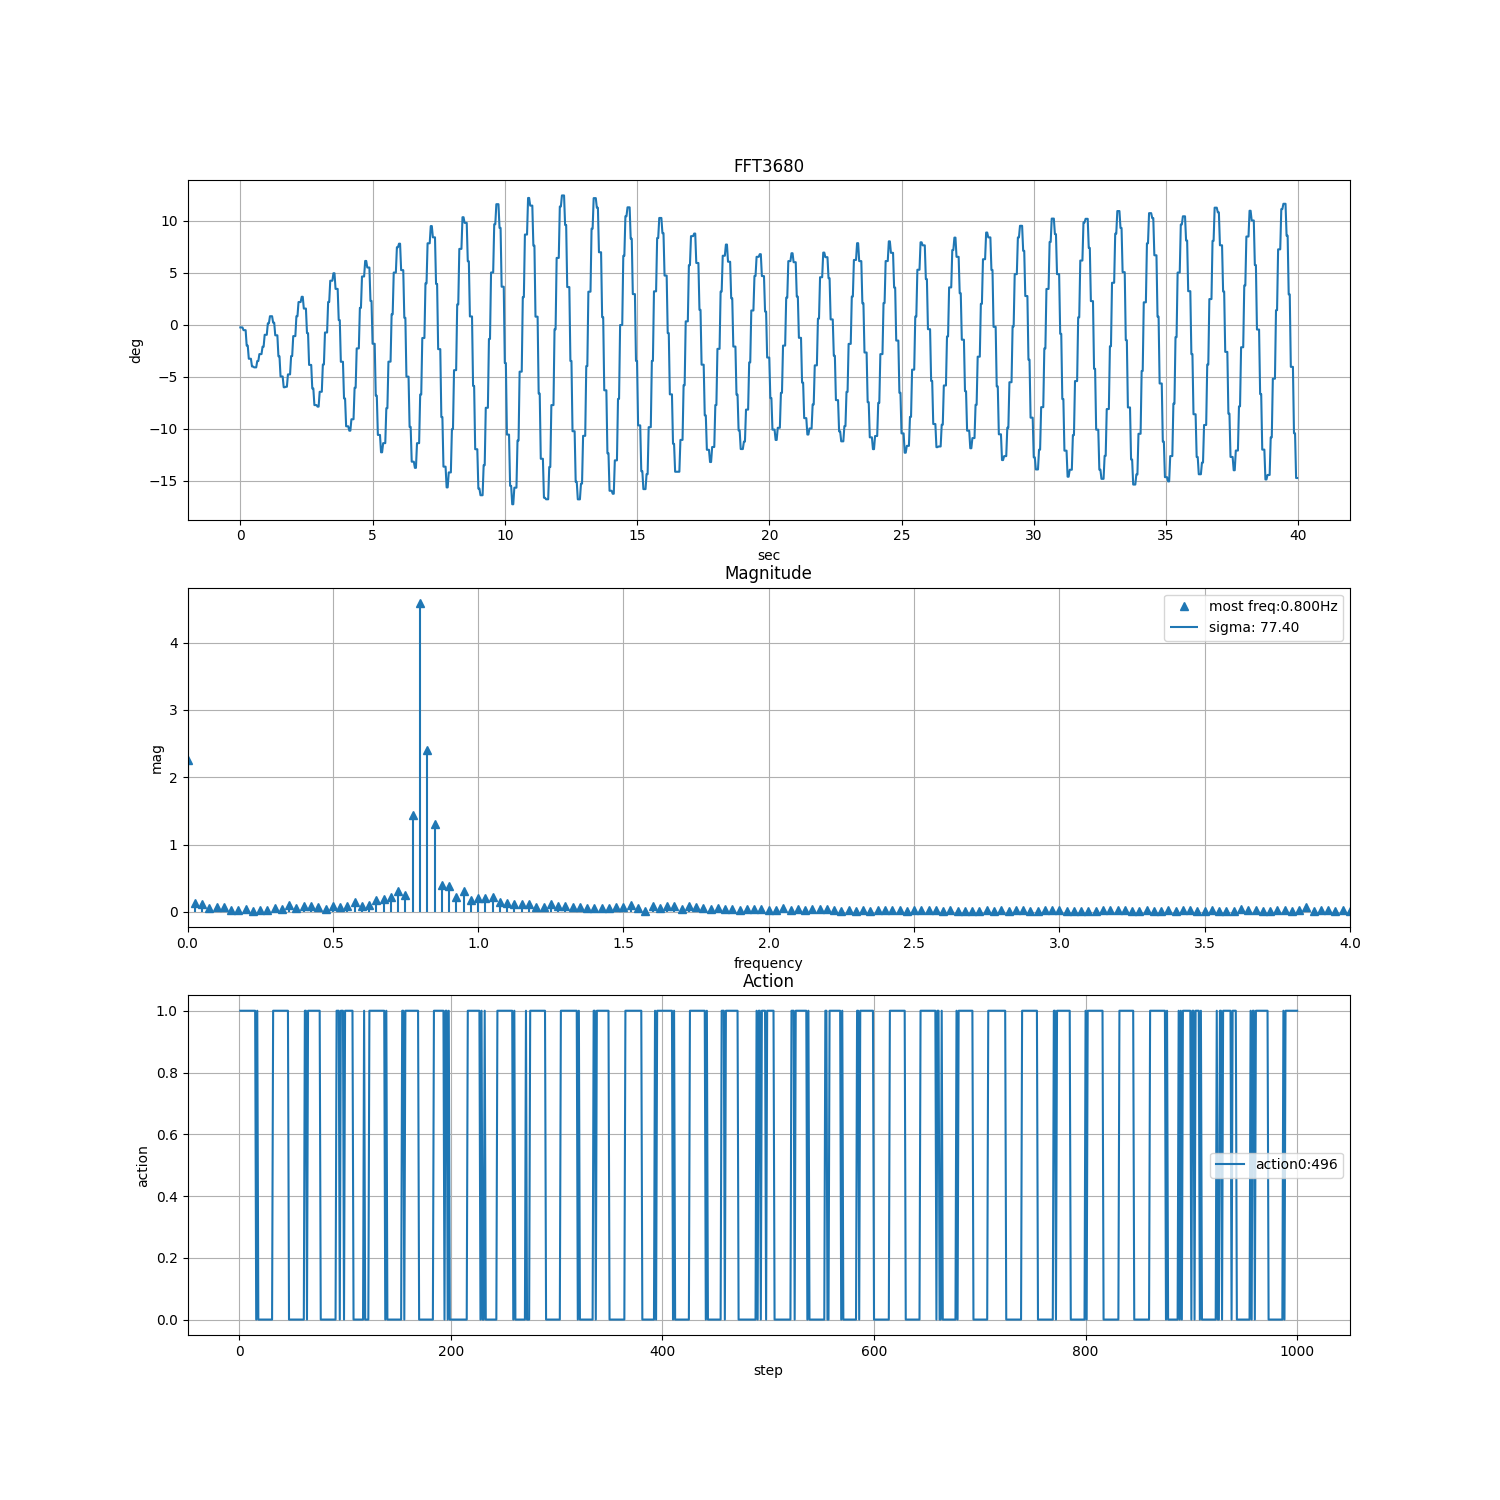 FFT3680
10
5
0
−5
−10
−15
deg
0 5 10 15 20 25 30 35 40
sec
Magnitude
most freq:0.800Hz
sigma: 77.40
4
3
2
1
0
mag
0.0 0.5 1.0 1.5 2.0 2.5 3.0 3.5 4.0
frequency
Action
1.0
0.8
0.6
0.4
0.2
0.0
action
action0:496
0 200 400 600 800 1000
step